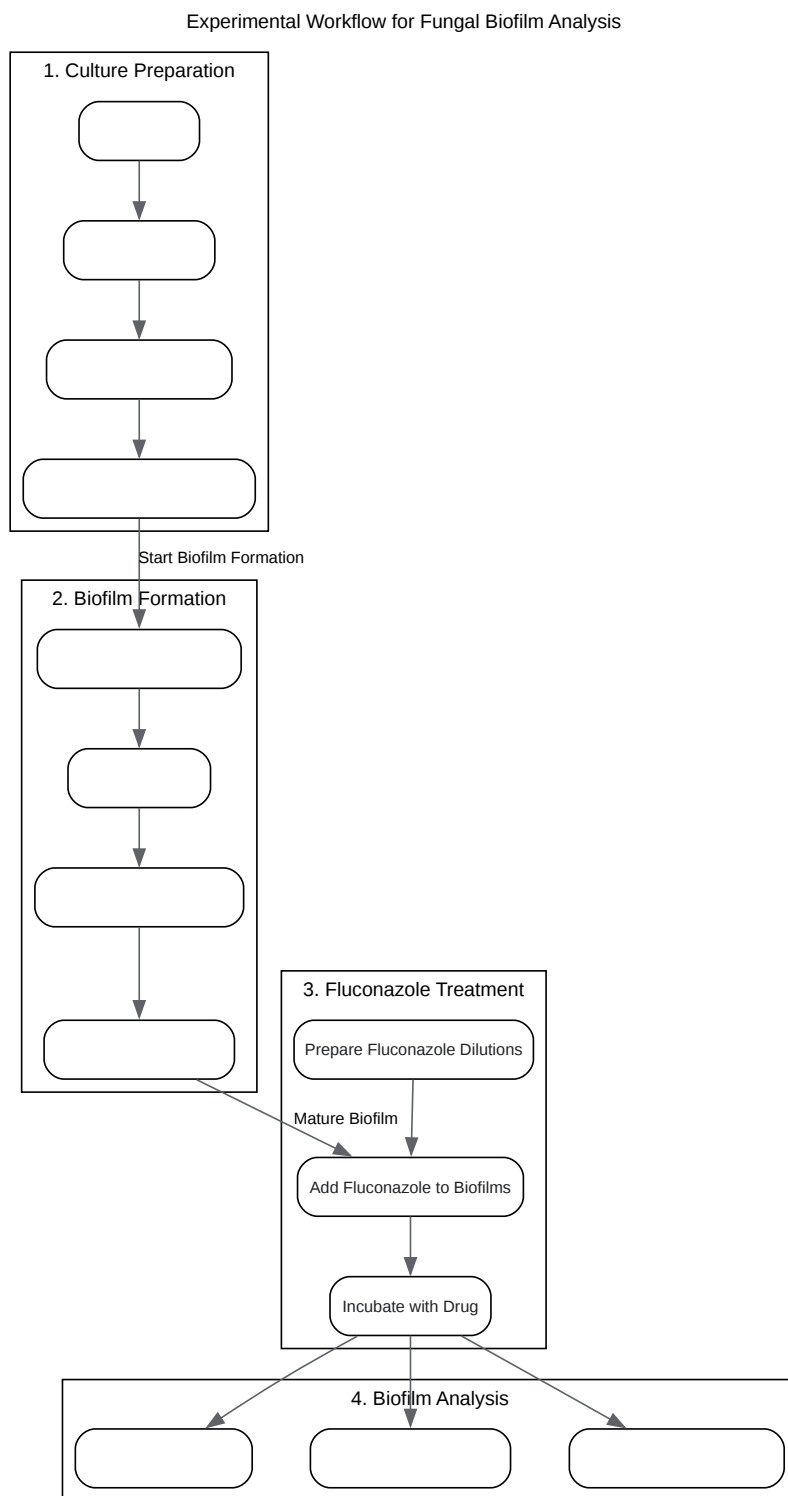 Experimental Workflow for Fungal Biofilm Analysis
1. Culture Preparation
Start Biofilm Formation
2. Biofilm Formation
3. Fluconazole Treatment
Prepare Fluconazole Dilutions
Mature Biofilm
Add Fluconazole to Biofilms
Incubate with Drug
4. Biofilm Analysis